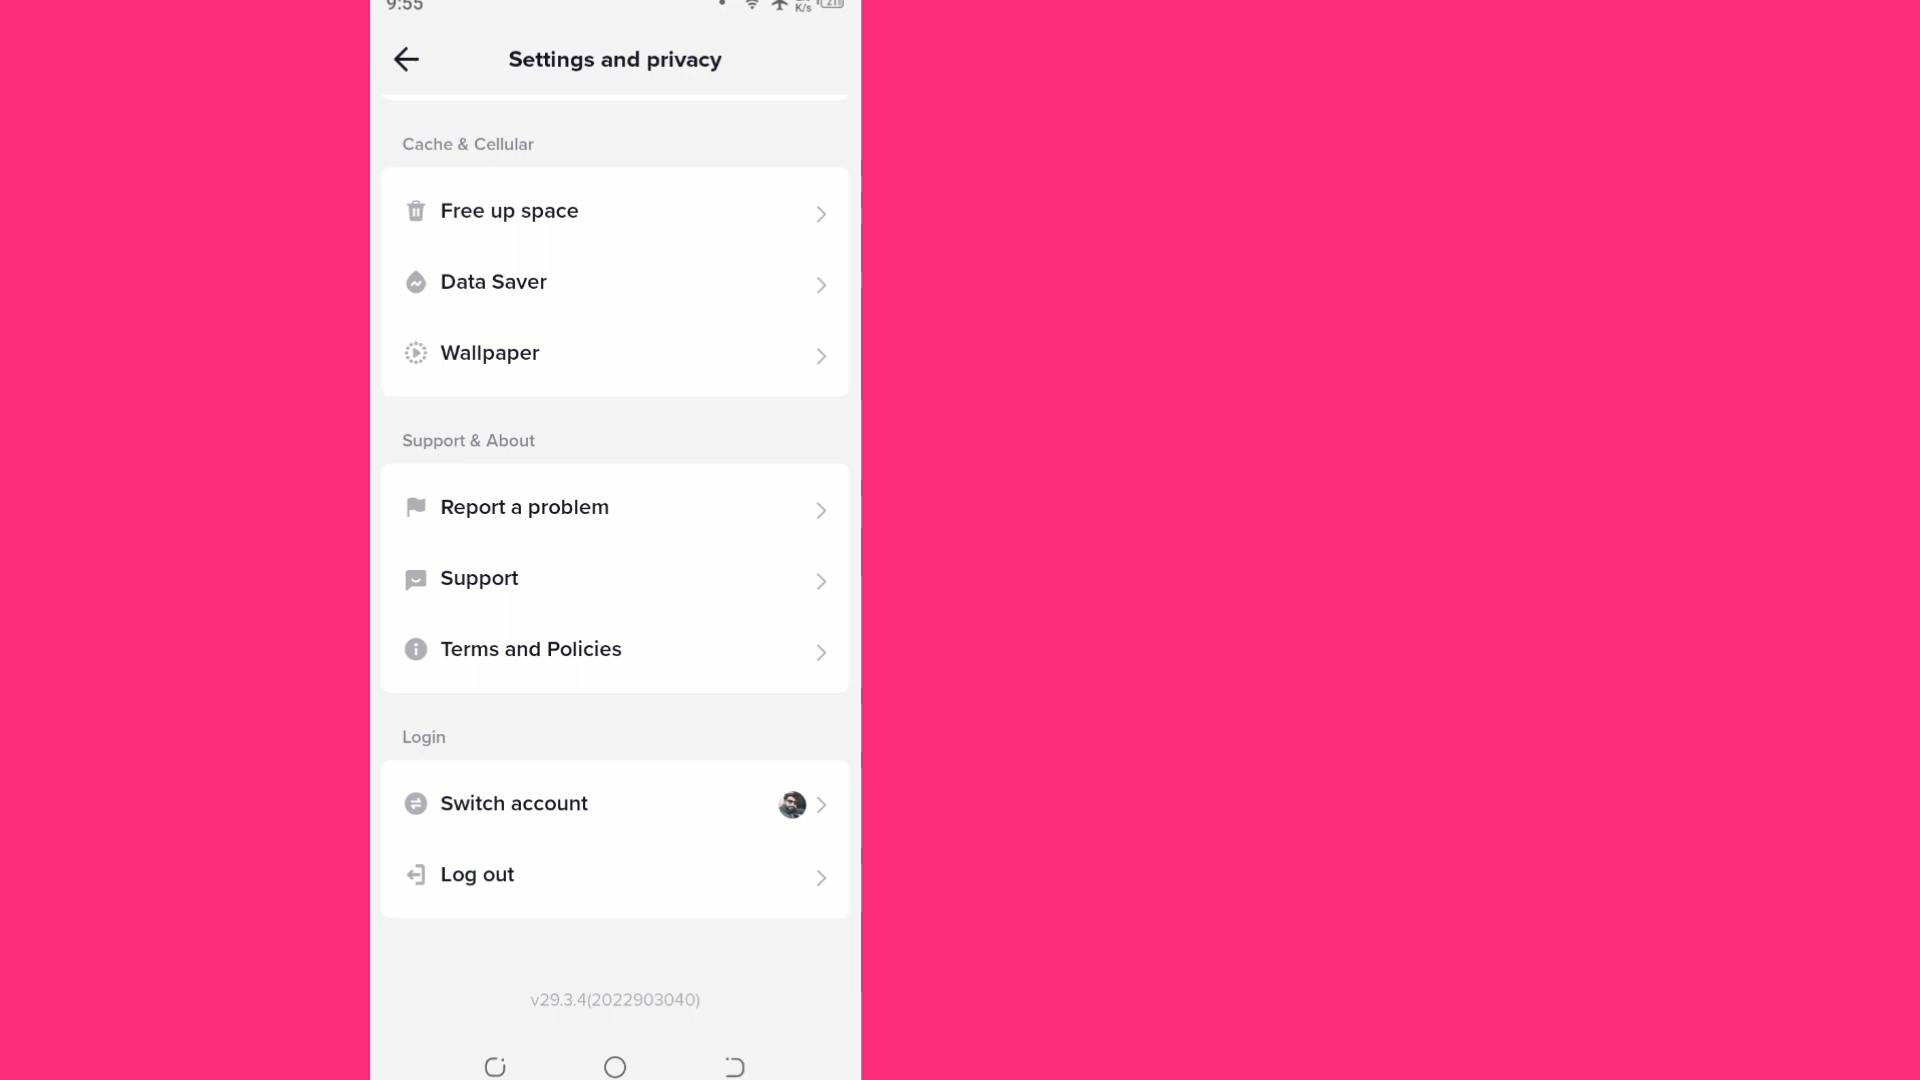 9:55
K/s
Settings and privacy
Cache & Cellular
Free up space
Data Saver
Wallpaper
Support & About
Report a problem
Support
Terms and Policies
Login
Switch account
Log out
v29.3.4(2022903040)